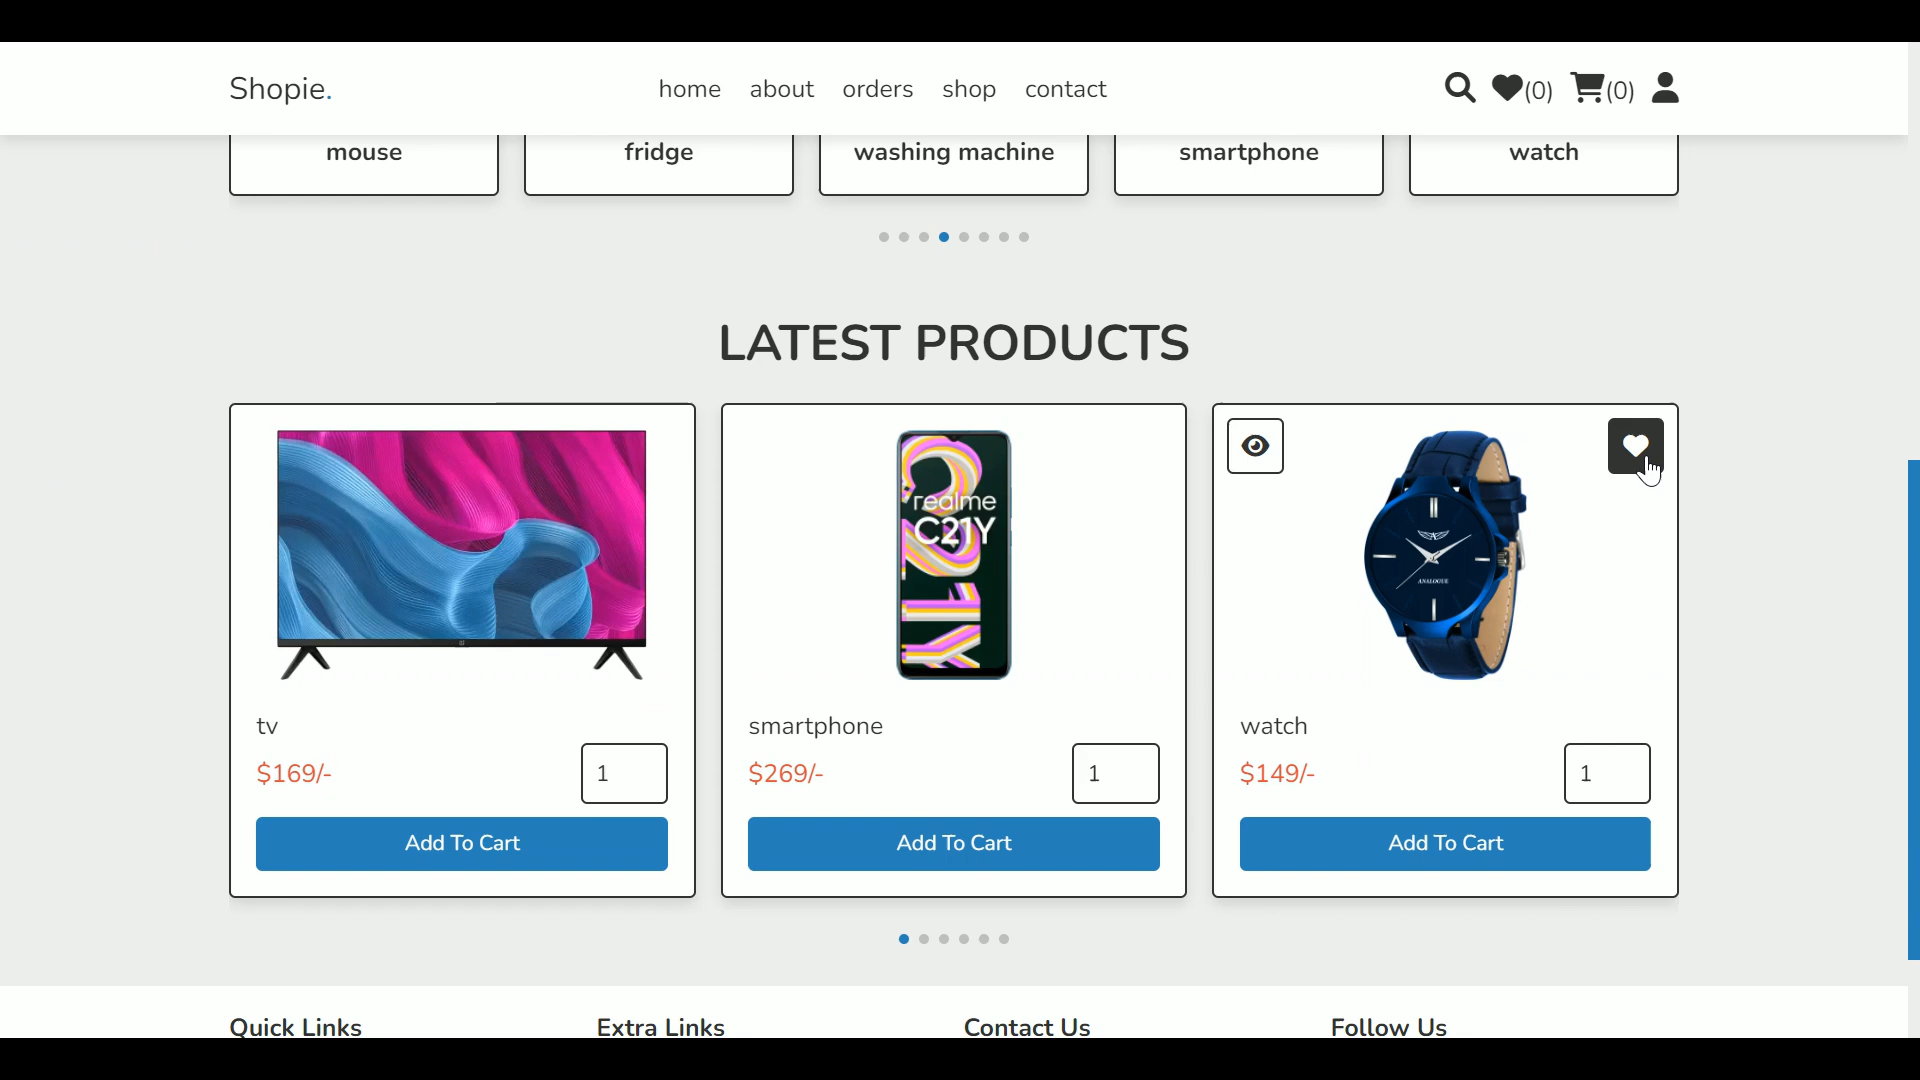 Shopie.
home about orders shop contact
(0) (0)
mouse fridge washing machine smartphone watch
LATEST PRODUCTS
realme
C21Y
C21Y
ANALOGUE
tv
$169/-
1
Add To Cart
smartphone
$269/-
1
Add To Cart
watch
$149/-
1
Add To Cart
Quick Links Extra Links Contact Us Follow Us